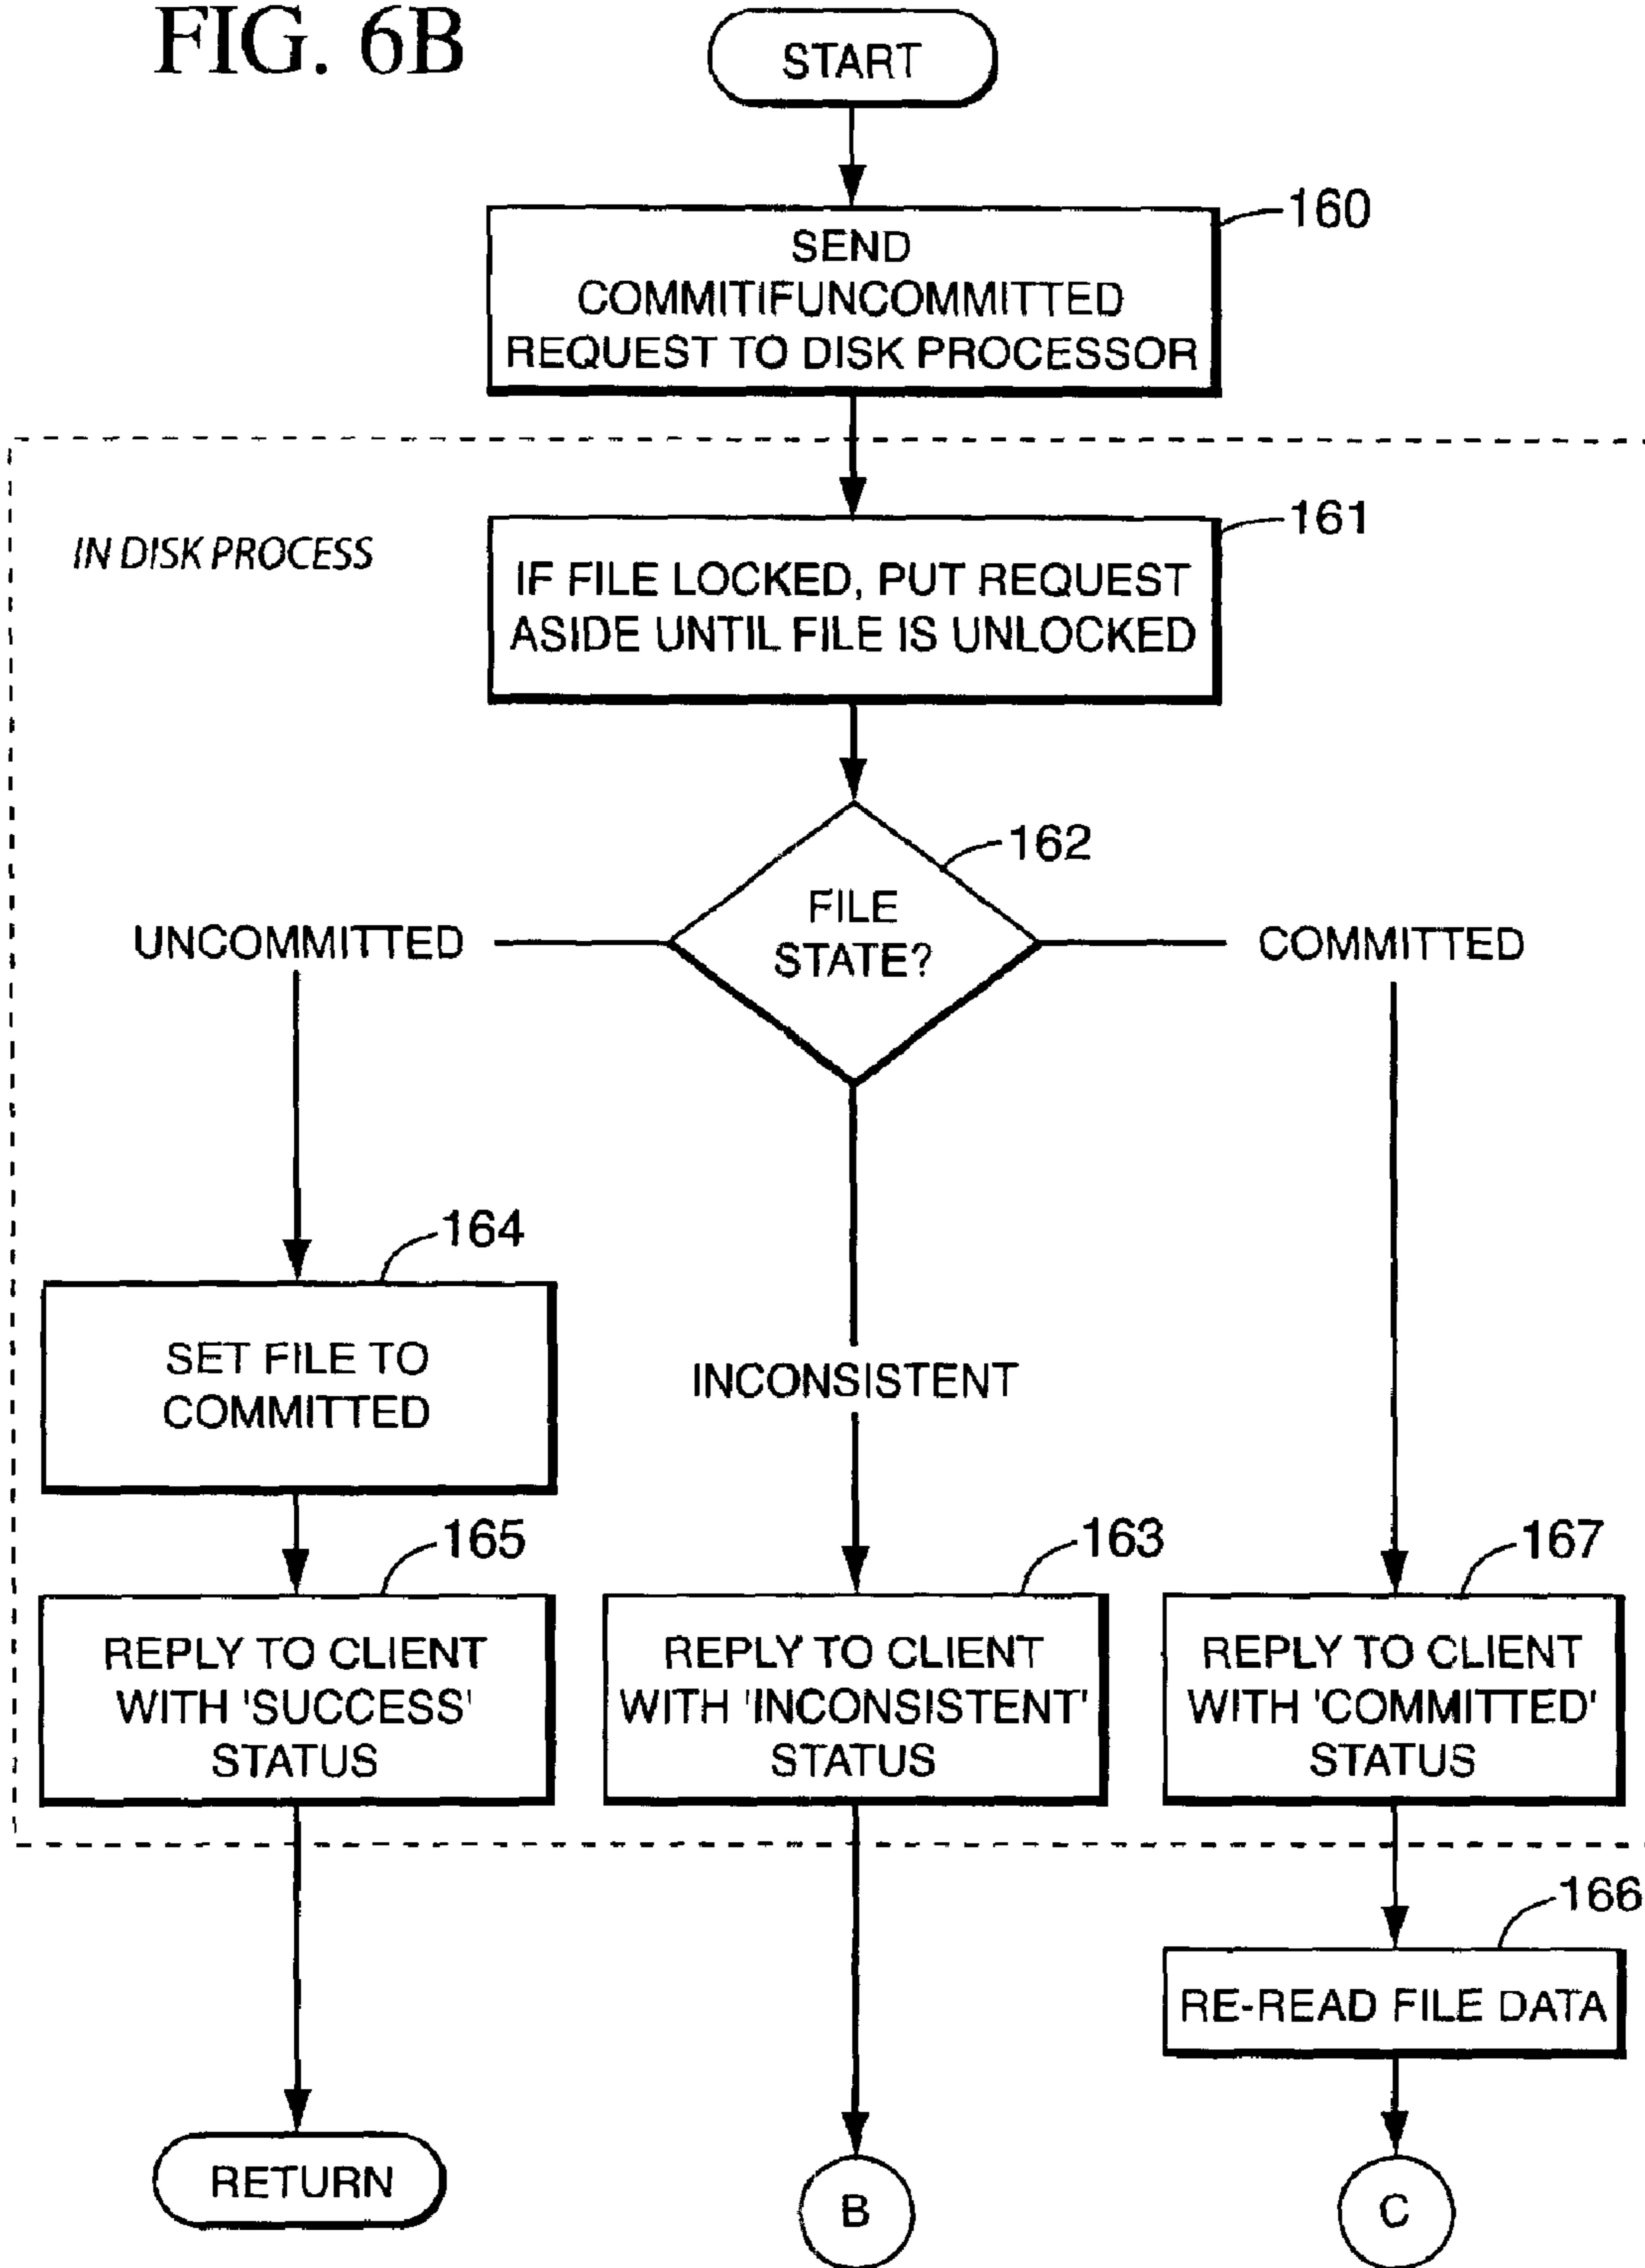 FIG. 6B
START
160
SEND
COMMITIFUNCOMMITTED
REQUEST TO DISK PROCESSOR
IN DISK PROCESS
161
IF FILE LOCKED, PUT REQUEST
ASIDE UNTIL FILE IS UNLOCKED
162
FILE
STATE?
UNCOMMITTED
COMMITTED
164
SET FILE TO
COMMITTED
INCONSISTENT
165
REPLY TO CLIENT
WITH 'SUCCESS'
STATUS
163
REPLY TO CLIENT
WITH 'INCONSISTENT'
STATUS
167
REPLY TO CLIENT
WITH 'COMMITTED'
STATUS
166
RE-READ FILE DATA
RETURN
B
C